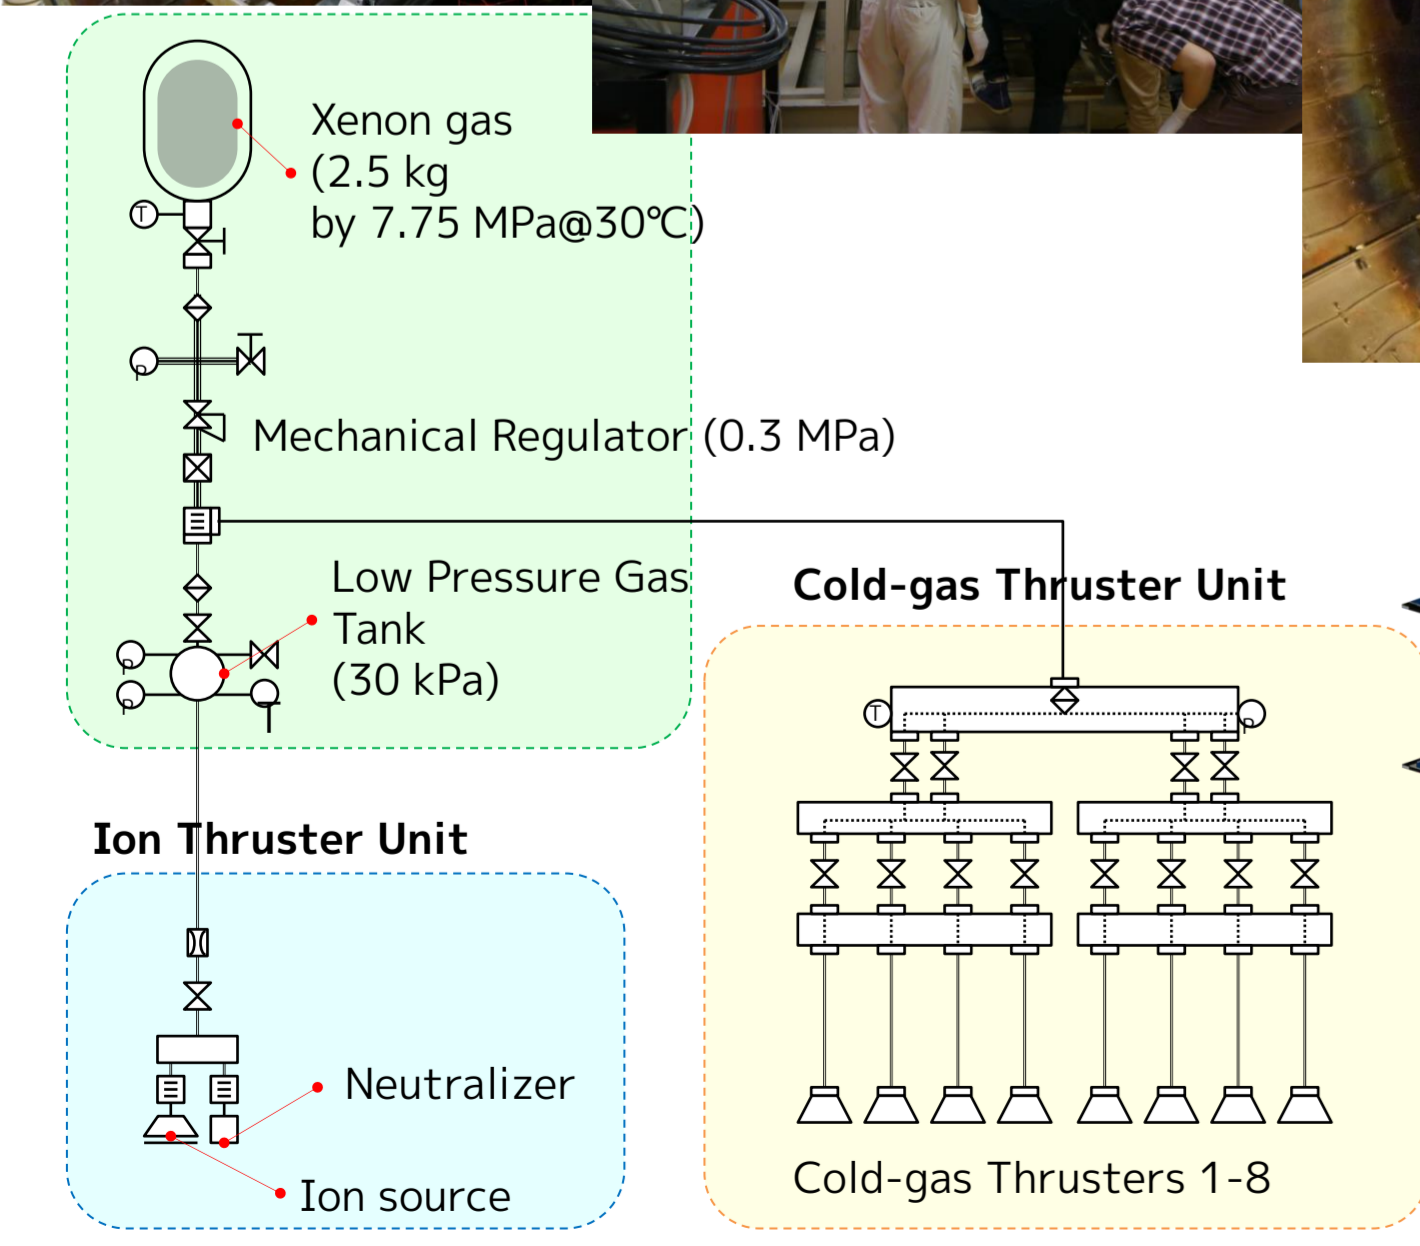 Xenon gas
(2.5 kg
by 7.75 MPa@30℃)
T
P
Mechanical Regulator (0.3 MPa)
Low Pressure Gas
Tank
(30 kPa)
P
P
T
Cold-gas Thruster Unit
T
P
Ion Thruster Unit
Neutralizer
Ion source
Cold-gas Thrusters 1-8